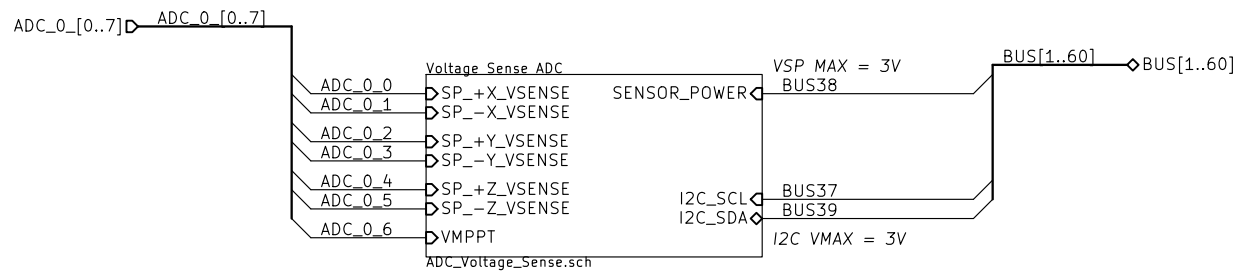 ADC_0_[0..7]
ADC_0_[0..7]
BUS[1..60]
BUS[1..60]
Voltage Sense ADC
VSP MAX = 3V
ADC_0_0
SP_+X_VSENSE
SENSOR_POWER
BUS38
ADC_0_1
SP_-X_VSENSE
ADC_0_2
SP_+Y_VSENSE
ADC_0_3
SP_-Y_VSENSE
ADC_0_4
SP_+Z_VSENSE
I2C_SCL
BUS37
ADC_0_5
SP_-Z_VSENSE
I2C_SDA
BUS39
ADC_0_6
VMPPT
I2C VMAX = 3V
ADC_Voltage_Sense.sch